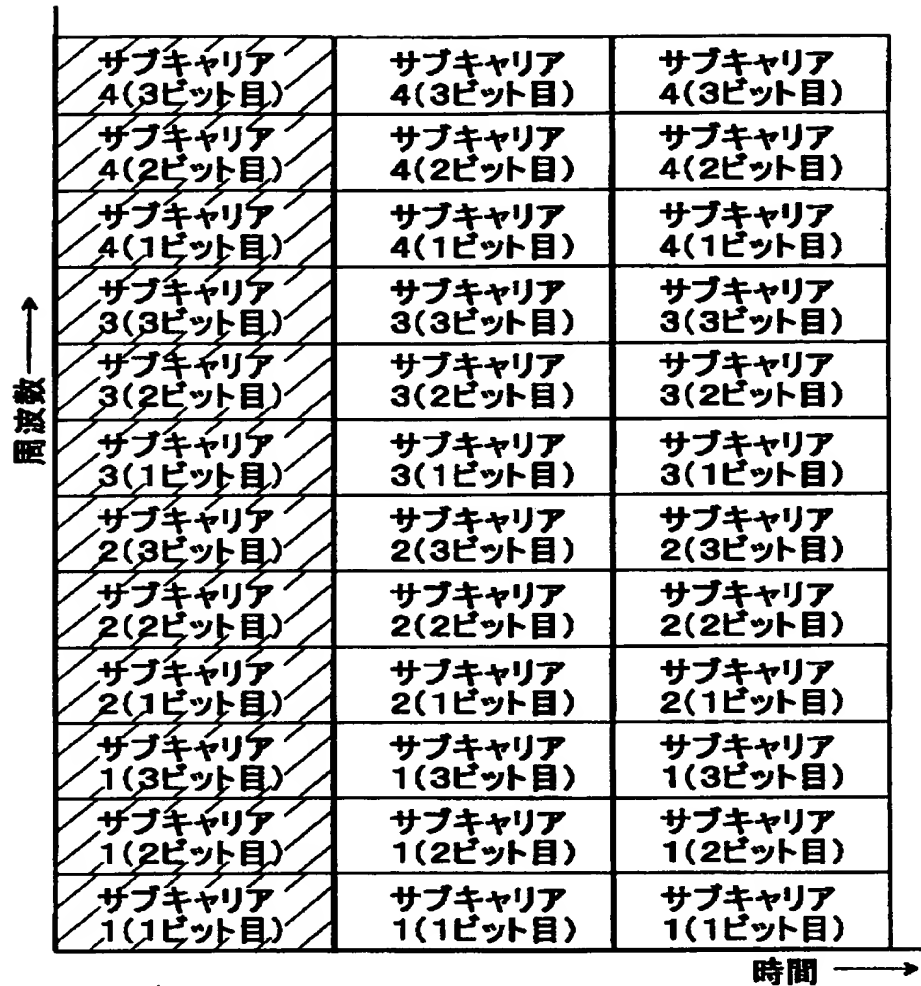 サブキャリア サブキャリア サブキャリア
4(3ビット目) 4(3ビット目) 4(3ビット目)
サブキャリア サブキャリア サブキャリア
4(2ビット目) 4(2ビット目) 4(2ビット目)
サブキャリア サブキャリア サブキャリア
4(1ビット目) 4(1ビット目) 4(1ビット目)
サブキャリア サブキャリア サブキャリア
3(3ビット目) 3(3ビット目) 3(3ビット目)
サブキャリア サブキャリア サブキャリア
3(2ビット目) 3(2ビット目) 3(2ビット目)
サブキャリア サブキャリア サブキャリア
3(1ビット目) 3(1ビット目) 3(1ビット目)
サブキャリア サブキャリア サブキャリア
2(3ビット目) 2(3ビット目) 2(3ビット目)
サブキャリア サブキャリア サブキャリア
2(2ビット目) 2(2ビット目) 2(2ビット目)
サブキャリア サブキャリア サブキャリア
2(1ビット目) 2(1ビット目) 2(1ビット目)
サブキャリア サブキャリア サブキャリア
1(3ビット目) 1(3ビット目) 1(3ビット目)
サブキャリア サブキャリア サブキャリア
1(2ビット目) 1(2ビット目) 1(2ビット目)
サブキャリア サブキャリア サブキャリア
1(1ビット目) 1(1ビット目) 1(1ビット目)
周波数
時間